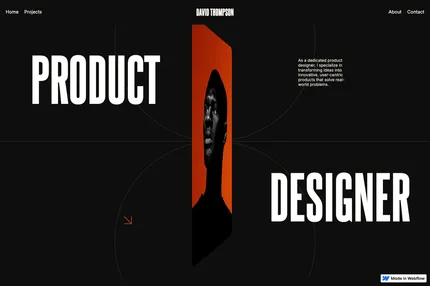 Home Projects
DAVID THOMPSON
About Contact
PRODUCT
As a dedicated product
designer, I specialize in
transforming ideas into
innovative, user-centric
products that solve real-
world problems.
DESIGNER
Made in Webflow